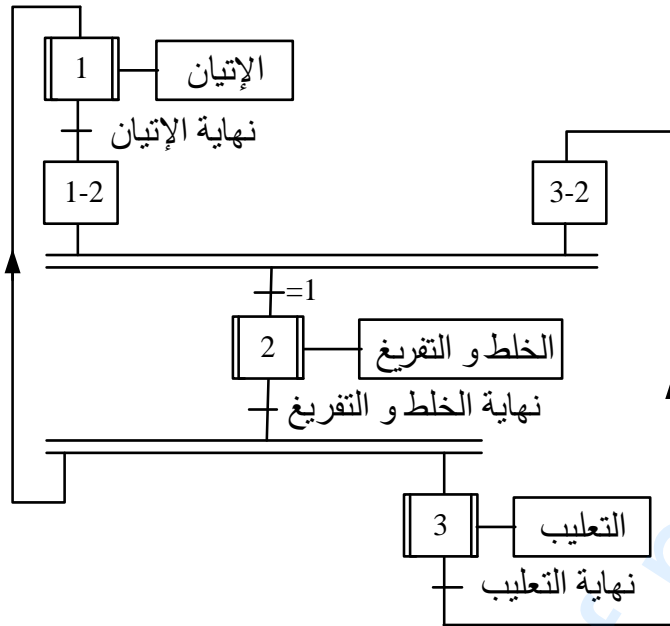 1
الإتيان
نهاية الإتيان
1-2
3-2
=1
2
الخلط و التفريغ
نهاية الخلط و التفريغ
3
التعليب
نهاية التعليب